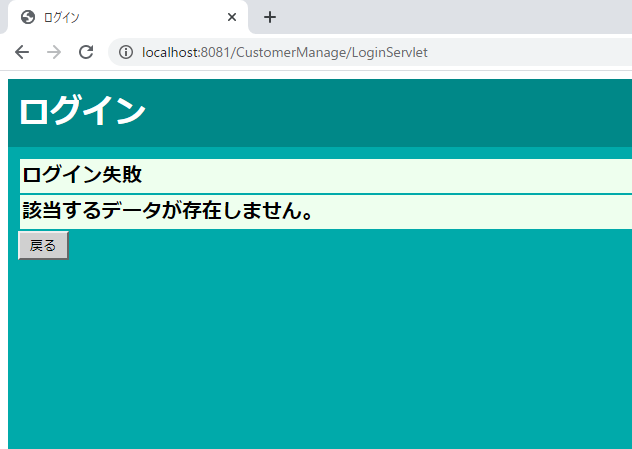 ログイン
localhost:8081/CustomerManage/LoginServlet
ログイン
ログイン失敗
該当するデータが存在しません。
戻る